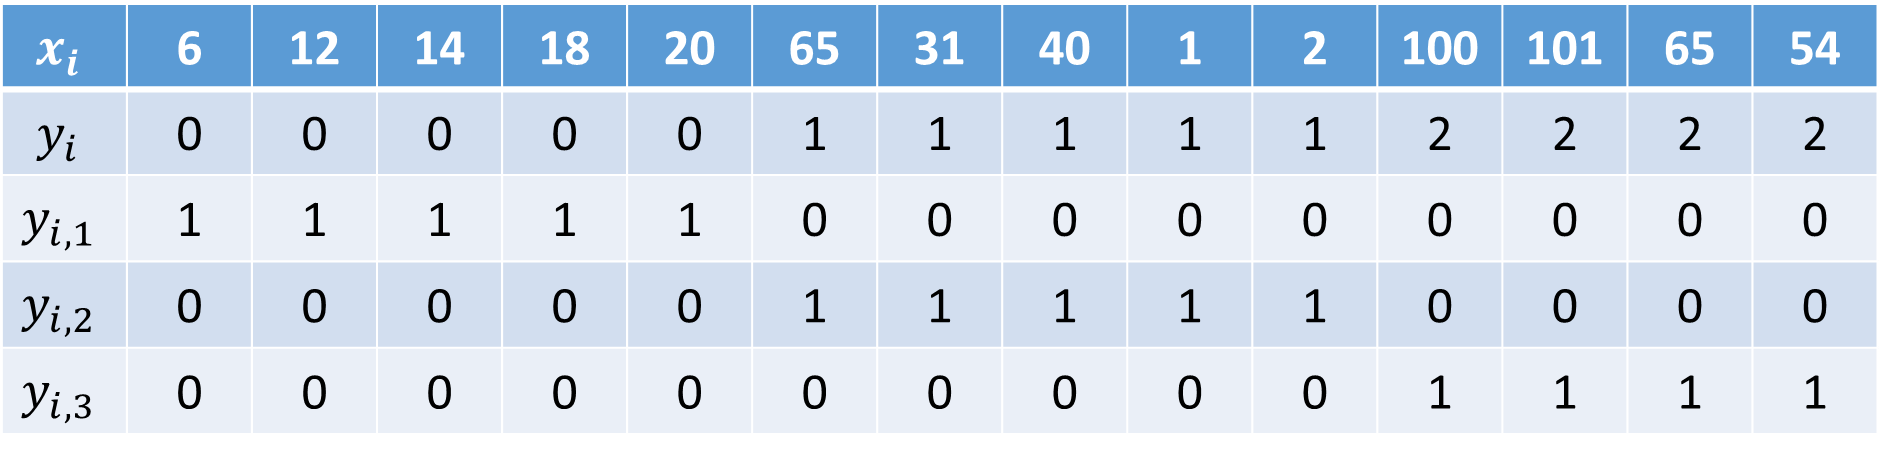 x_i 6 12 14 18 20 65 31 40 1 2 100 101 65 54
y_i 0 0 0 0 0 1 1 1 1 1 2 2 2 2
y_{i,1} 1 1 1 1 1 0 0 0 0 0 0 0 0 0
y_{i,2} 0 0 0 0 0 1 1 1 1 1 0 0 0 0
y_{i,3} 0 0 0 0 0 0 0 0 0 0 1 1 1 1